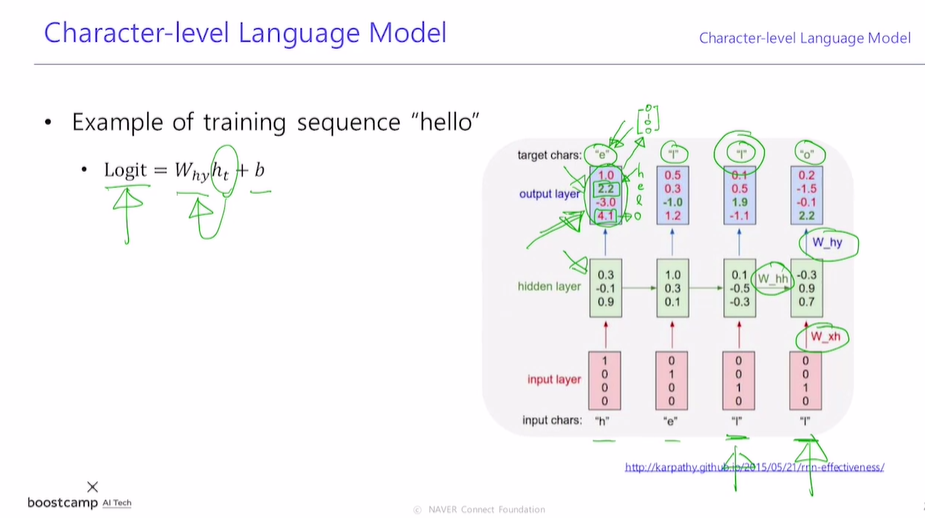 Character-level Language Model
Character-level Language Model
• Example of training sequence “hello”
• Logit = W_hy h_t + b
target chars: "e" "l" "l" "o"
output layer
1.0 0.5 0.1 0.2
2.2 0.3 0.5 -1.5
-3.0 -1.0 1.9 -0.1
4.1 1.2 -1.1 2.2
h
e
l
o
0
1
0
0
W_hy
hidden layer
0.3 1.0 0.1 -0.3
-0.1 0.3 -0.5 0.9
0.9 0.1 -0.3 0.7
W_hh
W_xh
input layer
1 0 0 0
0 1 0 0
0 0 1 1
0 0 0 0
input chars: "h" "e" "l" "l"
http://karpathy.github.io/2015/05/21/rnn-effectiveness/
boostcamp AI Tech
ⓒ NAVER Connect Foundation